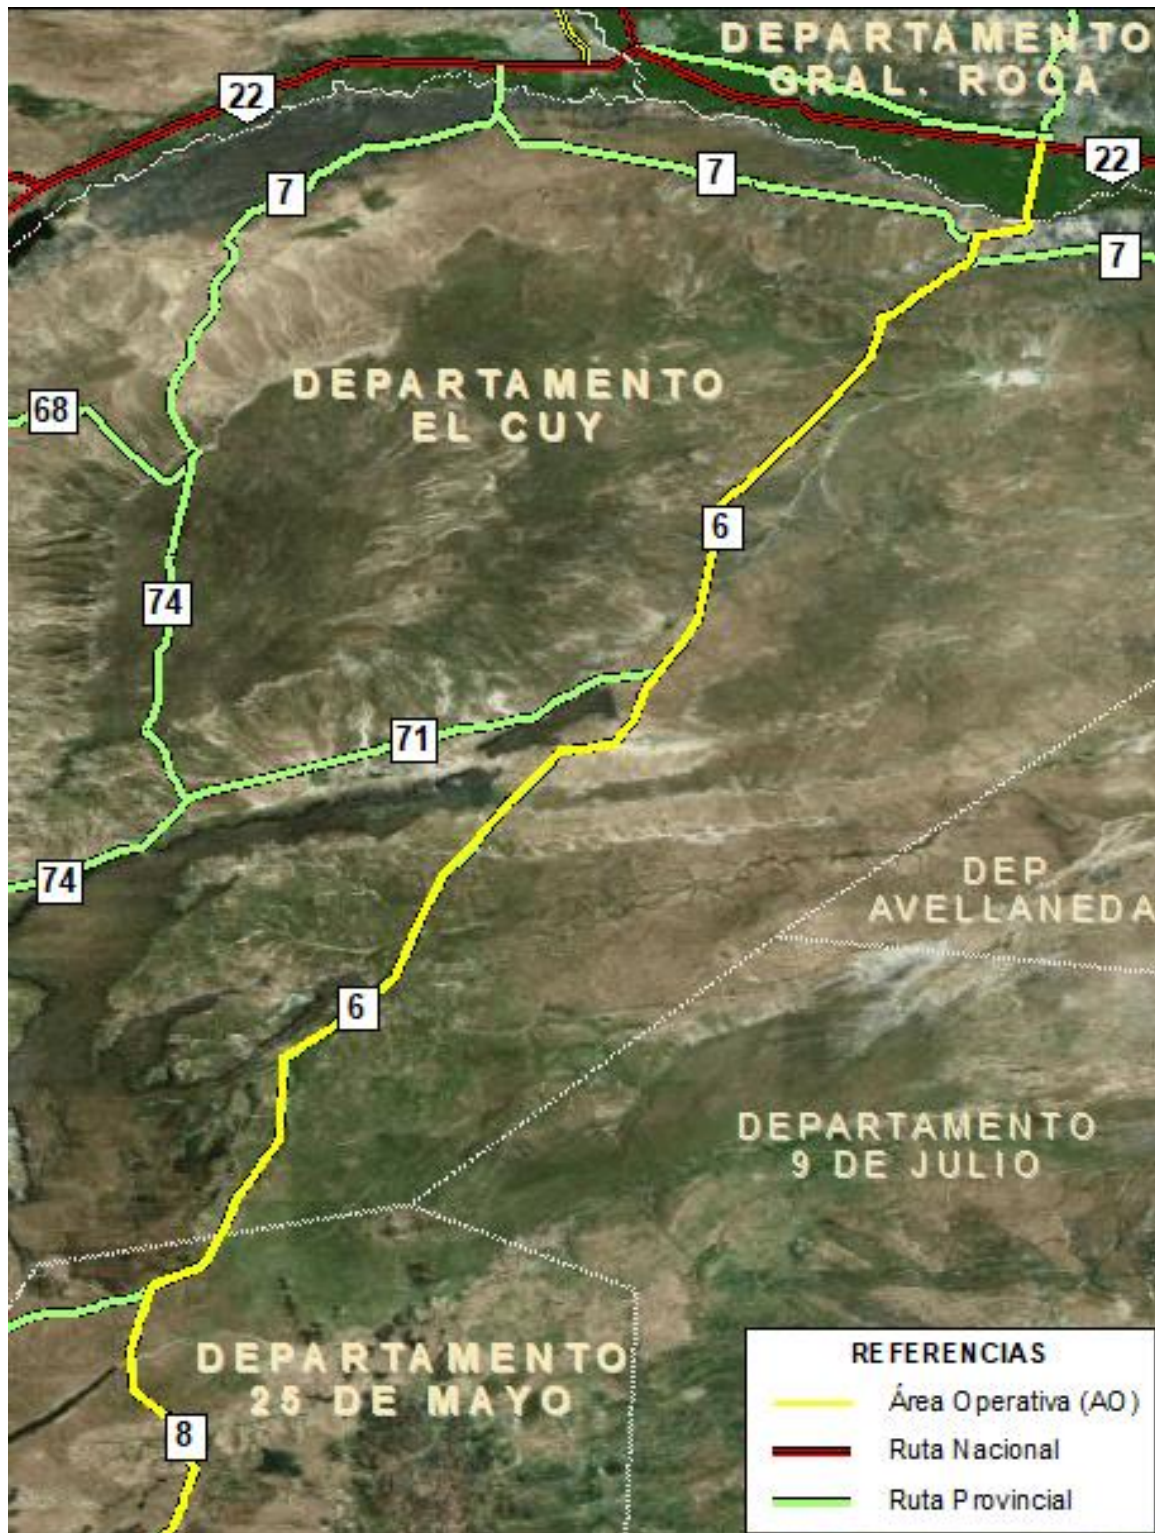 DEPARTAMENTO
GRAL. ROCA
22
22
7
7
7
DEPARTAMENTO
EL CUY
68
6
74
71
74
DEP.
AVELLANEDA
6
DEPARTAMENTO
9 DE JULIO
DEPARTAMENTO
25 DE MAYO
8
REFERENCIAS
Área Operativa (AO)
Ruta Nacional
Ruta Provincial